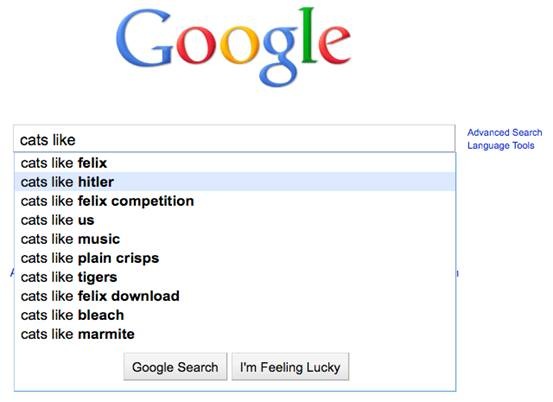 Google
cats like
Advanced Search
Language Tools
cats like felix
cats like hitler
cats like felix competition
cats like us
cats like music
cats like plain crisps
cats like tigers
cats like felix download
cats like bleach
cats like marmite
Google Search
I'm Feeling Lucky